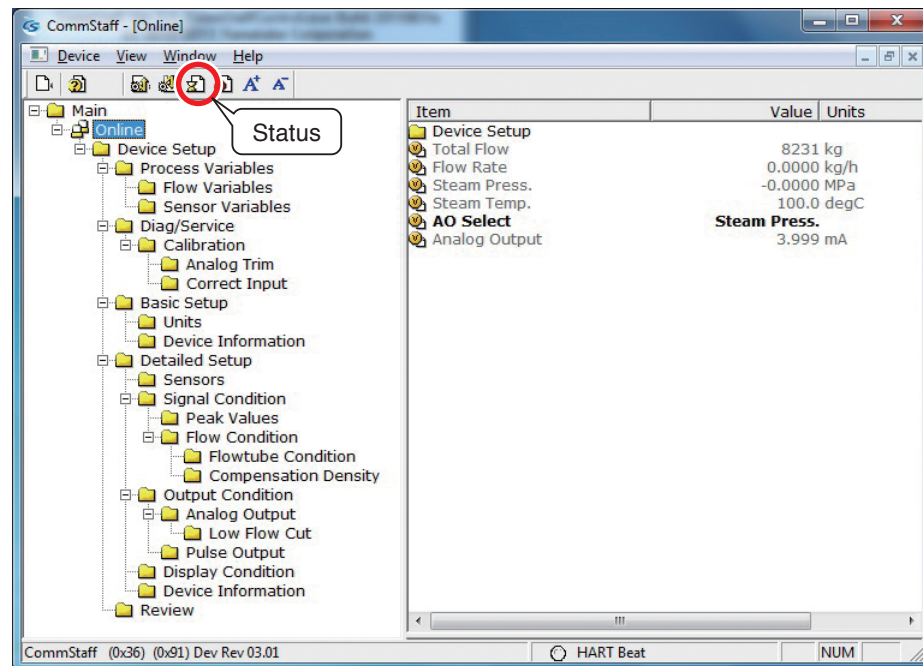 CommStaff - [Online]
Device View Window Help
A+ A-
Status
Main
Online
Device Setup
Process Variables
Flow Variables
Sensor Variables
Diag/Service
Calibration
Analog Trim
Correct Input
Basic Setup
Units
Device Information
Detailed Setup
Sensors
Signal Condition
Peak Values
Flow Condition
Flowtube Condition
Compensation Density
Output Condition
Analog Output
Low Flow Cut
Pulse Output
Display Condition
Device Information
Review
Item Value Units
Device Setup
Total Flow 8231 kg
Flow Rate 0.0000 kg/h
Steam Press. -0.0000 MPa
Steam Temp. 100.0 degC
AO Select Steam Press.
Analog Output 3.999 mA
CommStaff (0x36) (0x91) Dev Rev 03.01 HART Beat NUM